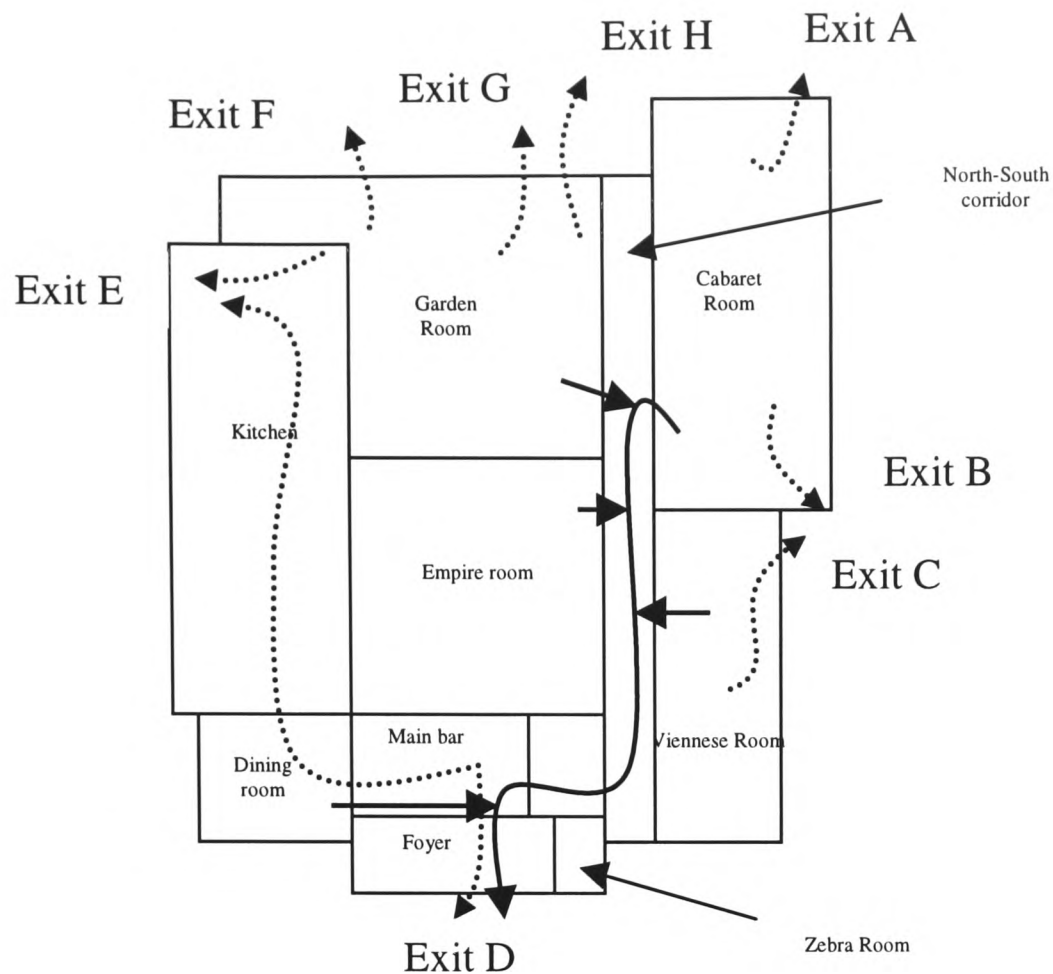 Exit H
Exit A
Exit G
Exit F
North-South
corridor
Exit E
Garden
Room
Cabaret
Room
Kitchen
Exit B
Empire room
Exit C
Main bar
Viennese Room
Dining
room
Foyer
Exit D
Zebra Room